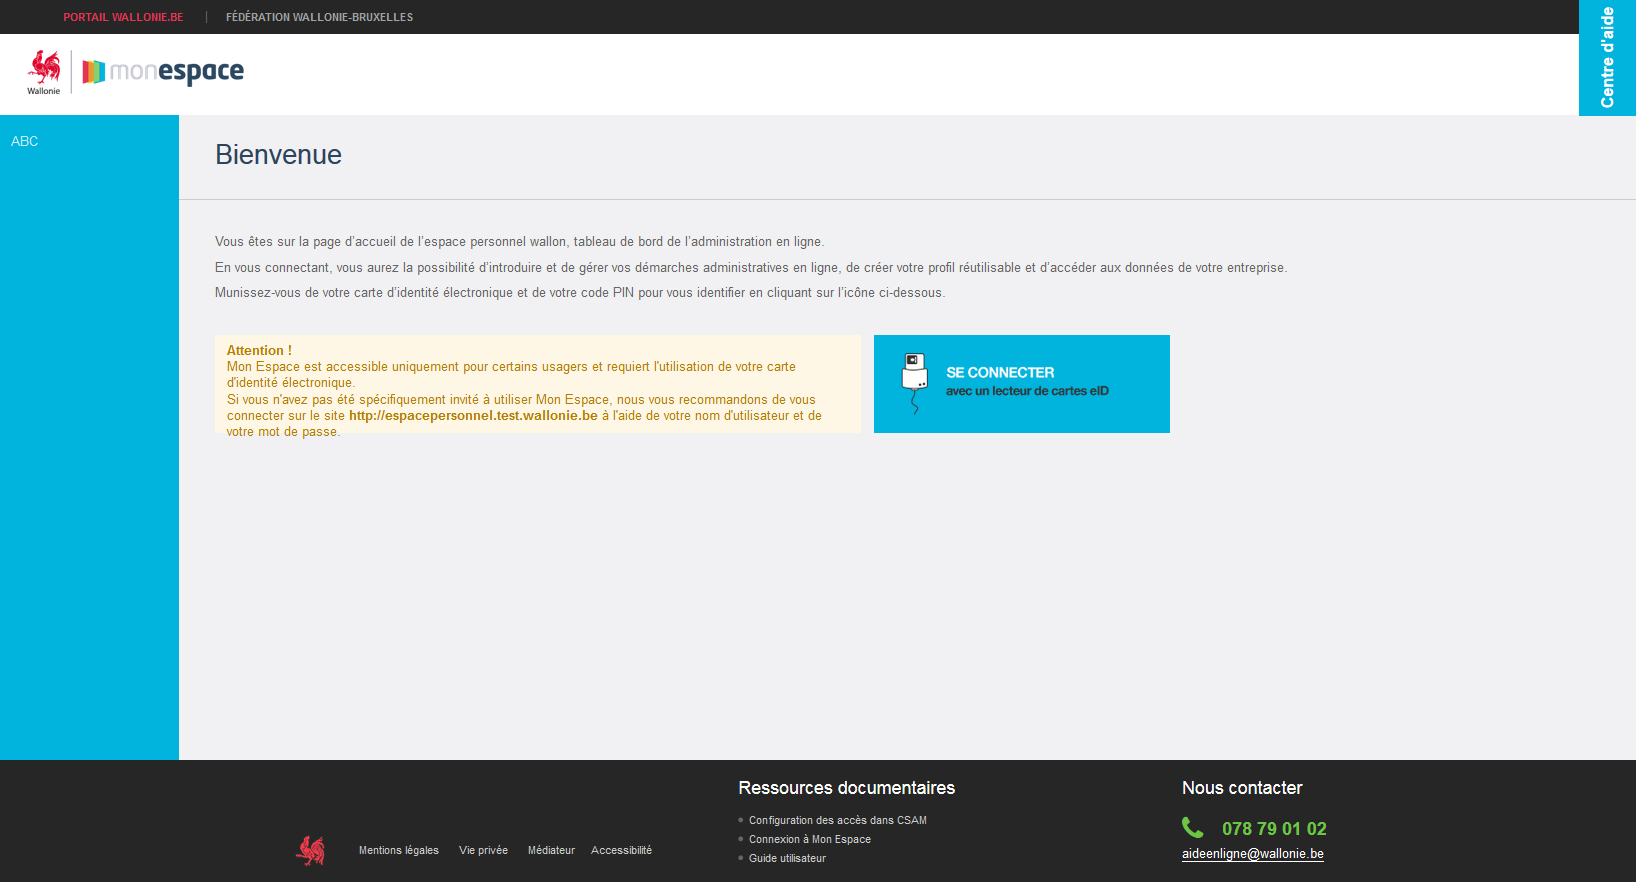 PORTAIL WALLONIE.BE | FÉDÉRATION WALLONIE-BRUXELLES
Centre d'aide
Wallonie
monespace
ABC
Bienvenue
Vous êtes sur la page d’accueil de l’espace personnel wallon, tableau de bord de l’administration en ligne.
En vous connectant, vous aurez la possibilité d’introduire et de gérer vos démarches administratives en ligne, de créer votre profil réutilisable et d’accéder aux données de votre entreprise.
Munissez-vous de votre carte d’identité électronique et de votre code PIN pour vous identifier en cliquant sur l’icône ci-dessous.
Attention !
Mon Espace est accessible uniquement pour certains usagers et requiert l'utilisation de votre carte
d'identité électronique.
Si vous n'avez pas été spécifiquement invité à utiliser Mon Espace, nous vous recommandons de vous
connecter sur le site http://espacepersonnel.test.wallonie.be à l'aide de votre nom d'utilisateur et de
votre mot de passe.
SE CONNECTER
avec un lecteur de cartes eID
Mentions légales Vie privée Médiateur Accessibilité
Ressources documentaires
Configuration des accès dans CSAM
Connexion à Mon Espace
Guide utilisateur
Nous contacter
078 79 01 02
aideenligne@wallonie.be